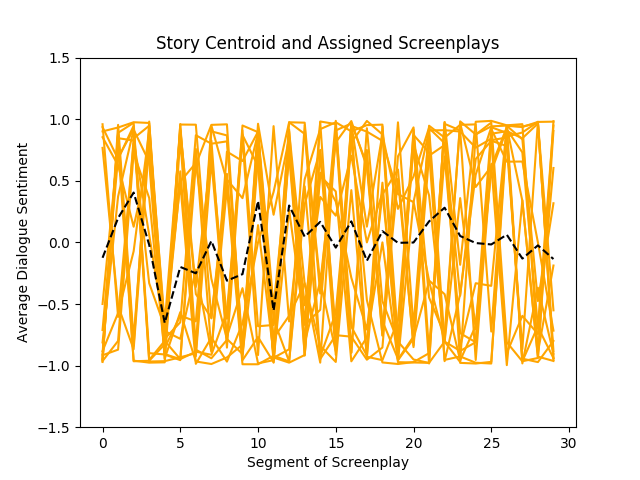 Story Centroid and Assigned Screenplays
1.5
1.0
0.5
0.0
−0.5
−1.0
−1.5
Average Dialogue Sentiment
0 5 10 15 20 25 30
Segment of Screenplay